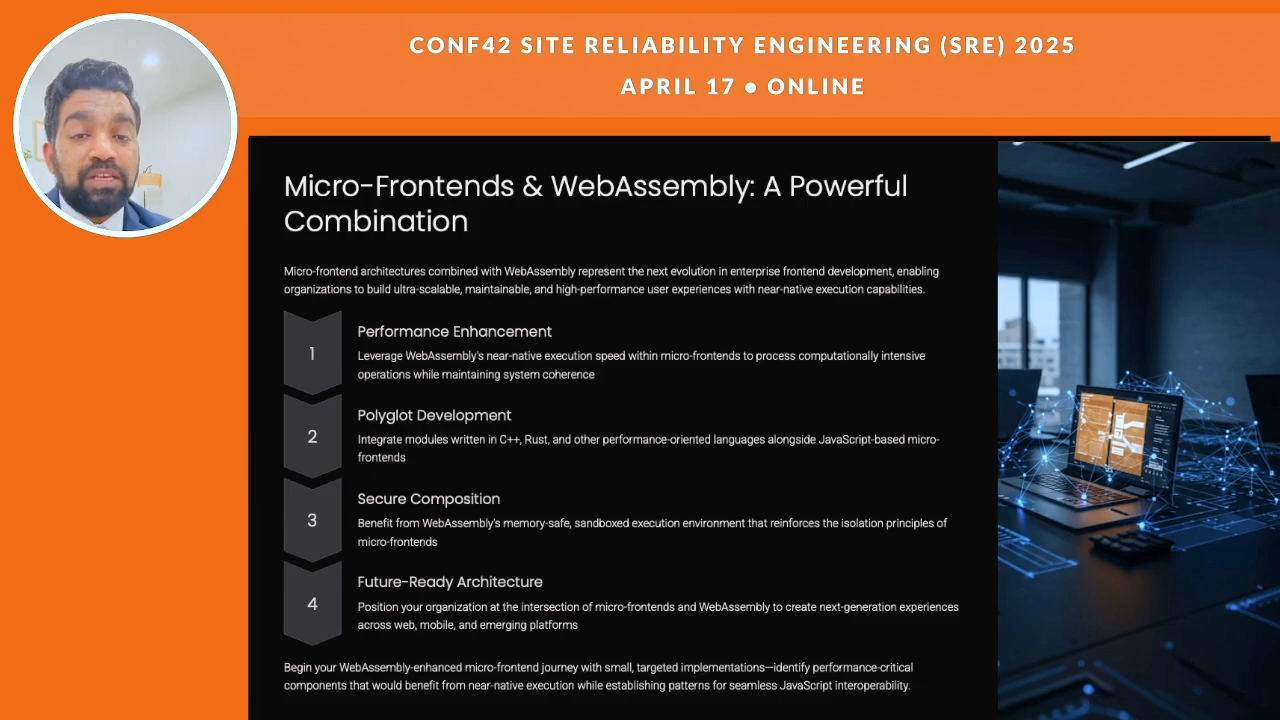 CONF42 SITE RELIABILITY ENGINEERING (SRE) 2025
APRIL 17 ● ONLINE
Micro-Frontends & WebAssembly: A Powerful
Combination
Micro-frontend architectures combined with WebAssembly represent the next evolution in enterprise frontend development, enabling
organizations to build ultra-scalable, maintainable, and high-performance user experiences with near-native execution capabilities.
1
Performance Enhancement
Leverage WebAssembly's near-native execution speed within micro-frontends to process computationally intensive
operations while maintaining system coherence
2
Polyglot Development
Integrate modules written in C++, Rust, and other performance-oriented languages alongside JavaScript-based micro-
frontends
3
Secure Composition
Benefit from WebAssembly's memory-safe, sandboxed execution environment that reinforces the isolation principles of
micro-frontends
4
Future-Ready Architecture
Position your organization at the intersection of micro-frontends and WebAssembly to create next-generation experiences
across web, mobile, and emerging platforms
Begin your WebAssembly-enhanced micro-frontend journey with small, targeted implementations—identify performance-critical
components that would benefit from near-native execution while establishing patterns for seamless JavaScript interoperability.